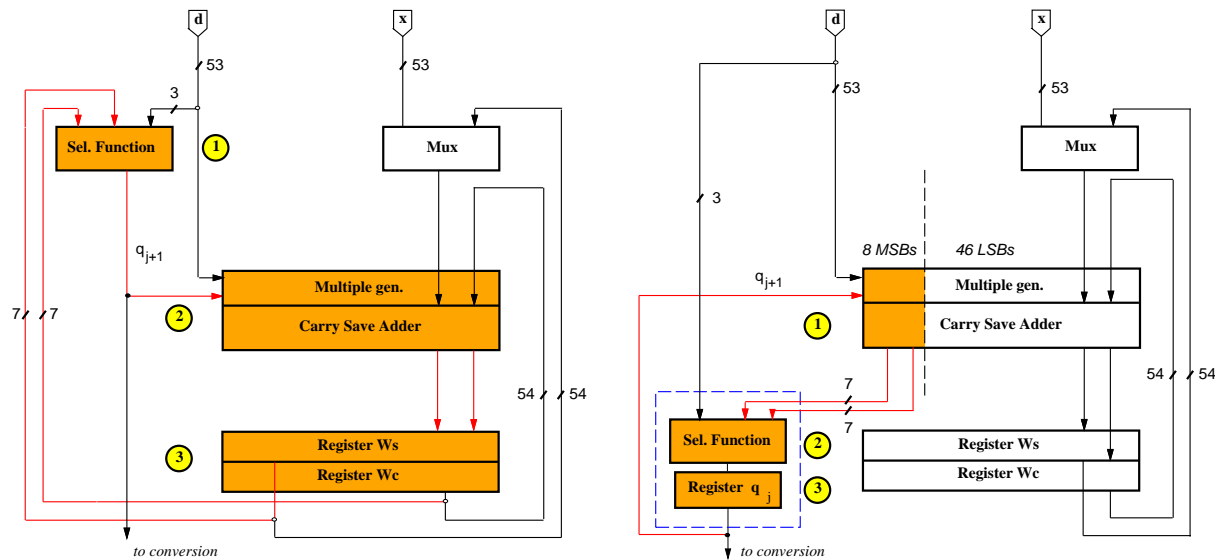 d
x
53
53
3
Sel. Function
1
Mux
q j+1
Multiple gen.
2
Carry Save Adder
7
7
54
54
3
Register Ws
Register Wc
to conversion
d
x
53
53
Mux
3
8 MSBs
46 LSBs
q j+1
Multiple gen.
1
Carry Save Adder
54
54
7
7
Sel. Function
2
Register q j
3
Register Ws
Register Wc
to conversion